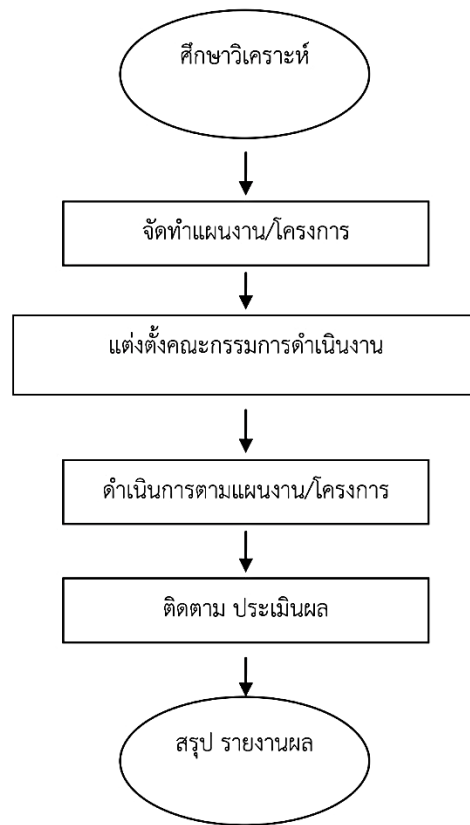 ศึกษาวิเคราะห์
จัดทำแผนงาน/โครงการ
แต่งตั้งคณะกรรมการดำเนินงาน
ดำเนินการตามแผนงาน/โครงการ
ติดตาม ประเมินผล
สรุป รายงานผล